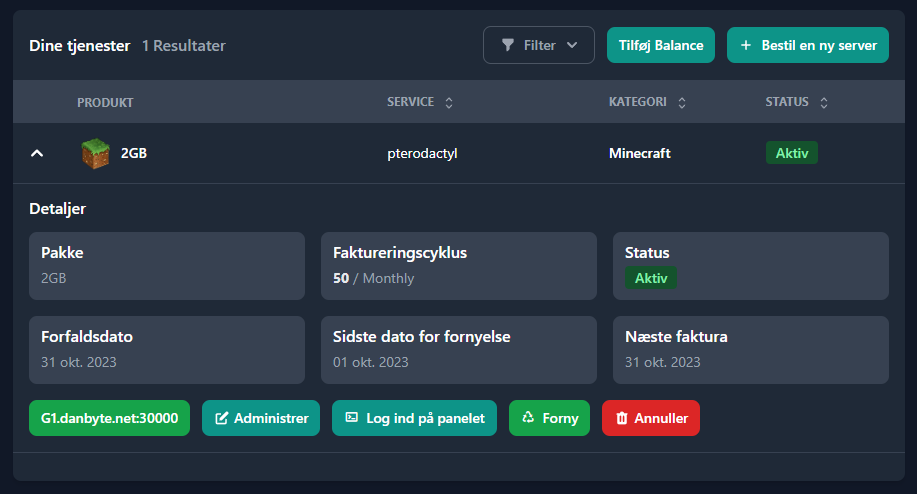 Dine tjenester 1 Resultater Filter Tilføj Balance + Bestil en ny server
PRODUKT SERVICE KATEGORI STATUS
2GB pterodactyl Minecraft Aktiv
Detaljer
Pakke Faktureringscyklus Status
2GB 50 / Monthly Aktiv
Forfaldsdato Sidste dato for fornyelse Næste faktura
31 okt. 2023 01 okt. 2023 31 okt. 2023
G1.danbyte.net:30000 Administrer Log ind på panelet Forny Annuller